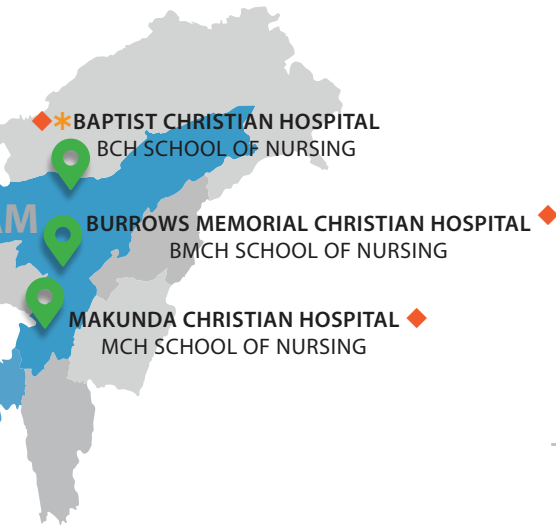 BAPTIST CHRISTIAN HOSPITAL
BCH SCHOOL OF NURSING
AM
BURROWS MEMORIAL CHRISTIAN HOSPITAL
BMCH SCHOOL OF NURSING
MAKUNDA CHRISTIAN HOSPITAL
MCH SCHOOL OF NURSING